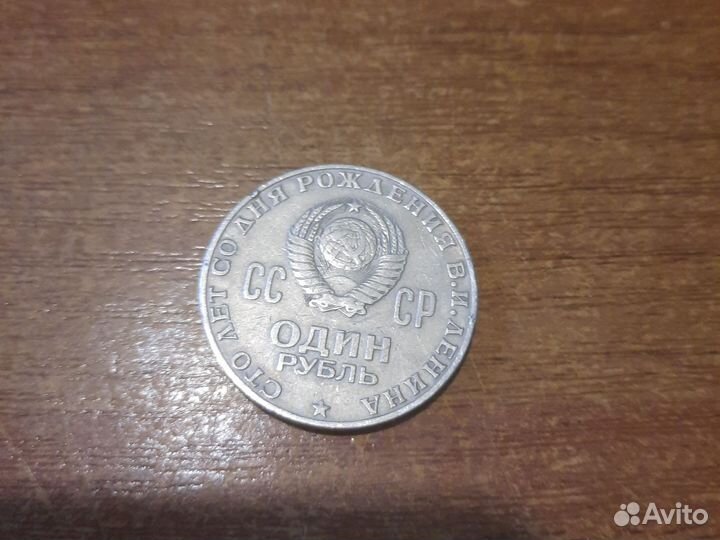 СТО ЛЕТ СО ДНЯ РОЖДЕНИЯ В.И.ЛЕНИНА
СС СР
ОДИН
РУБЛЬ
Avito